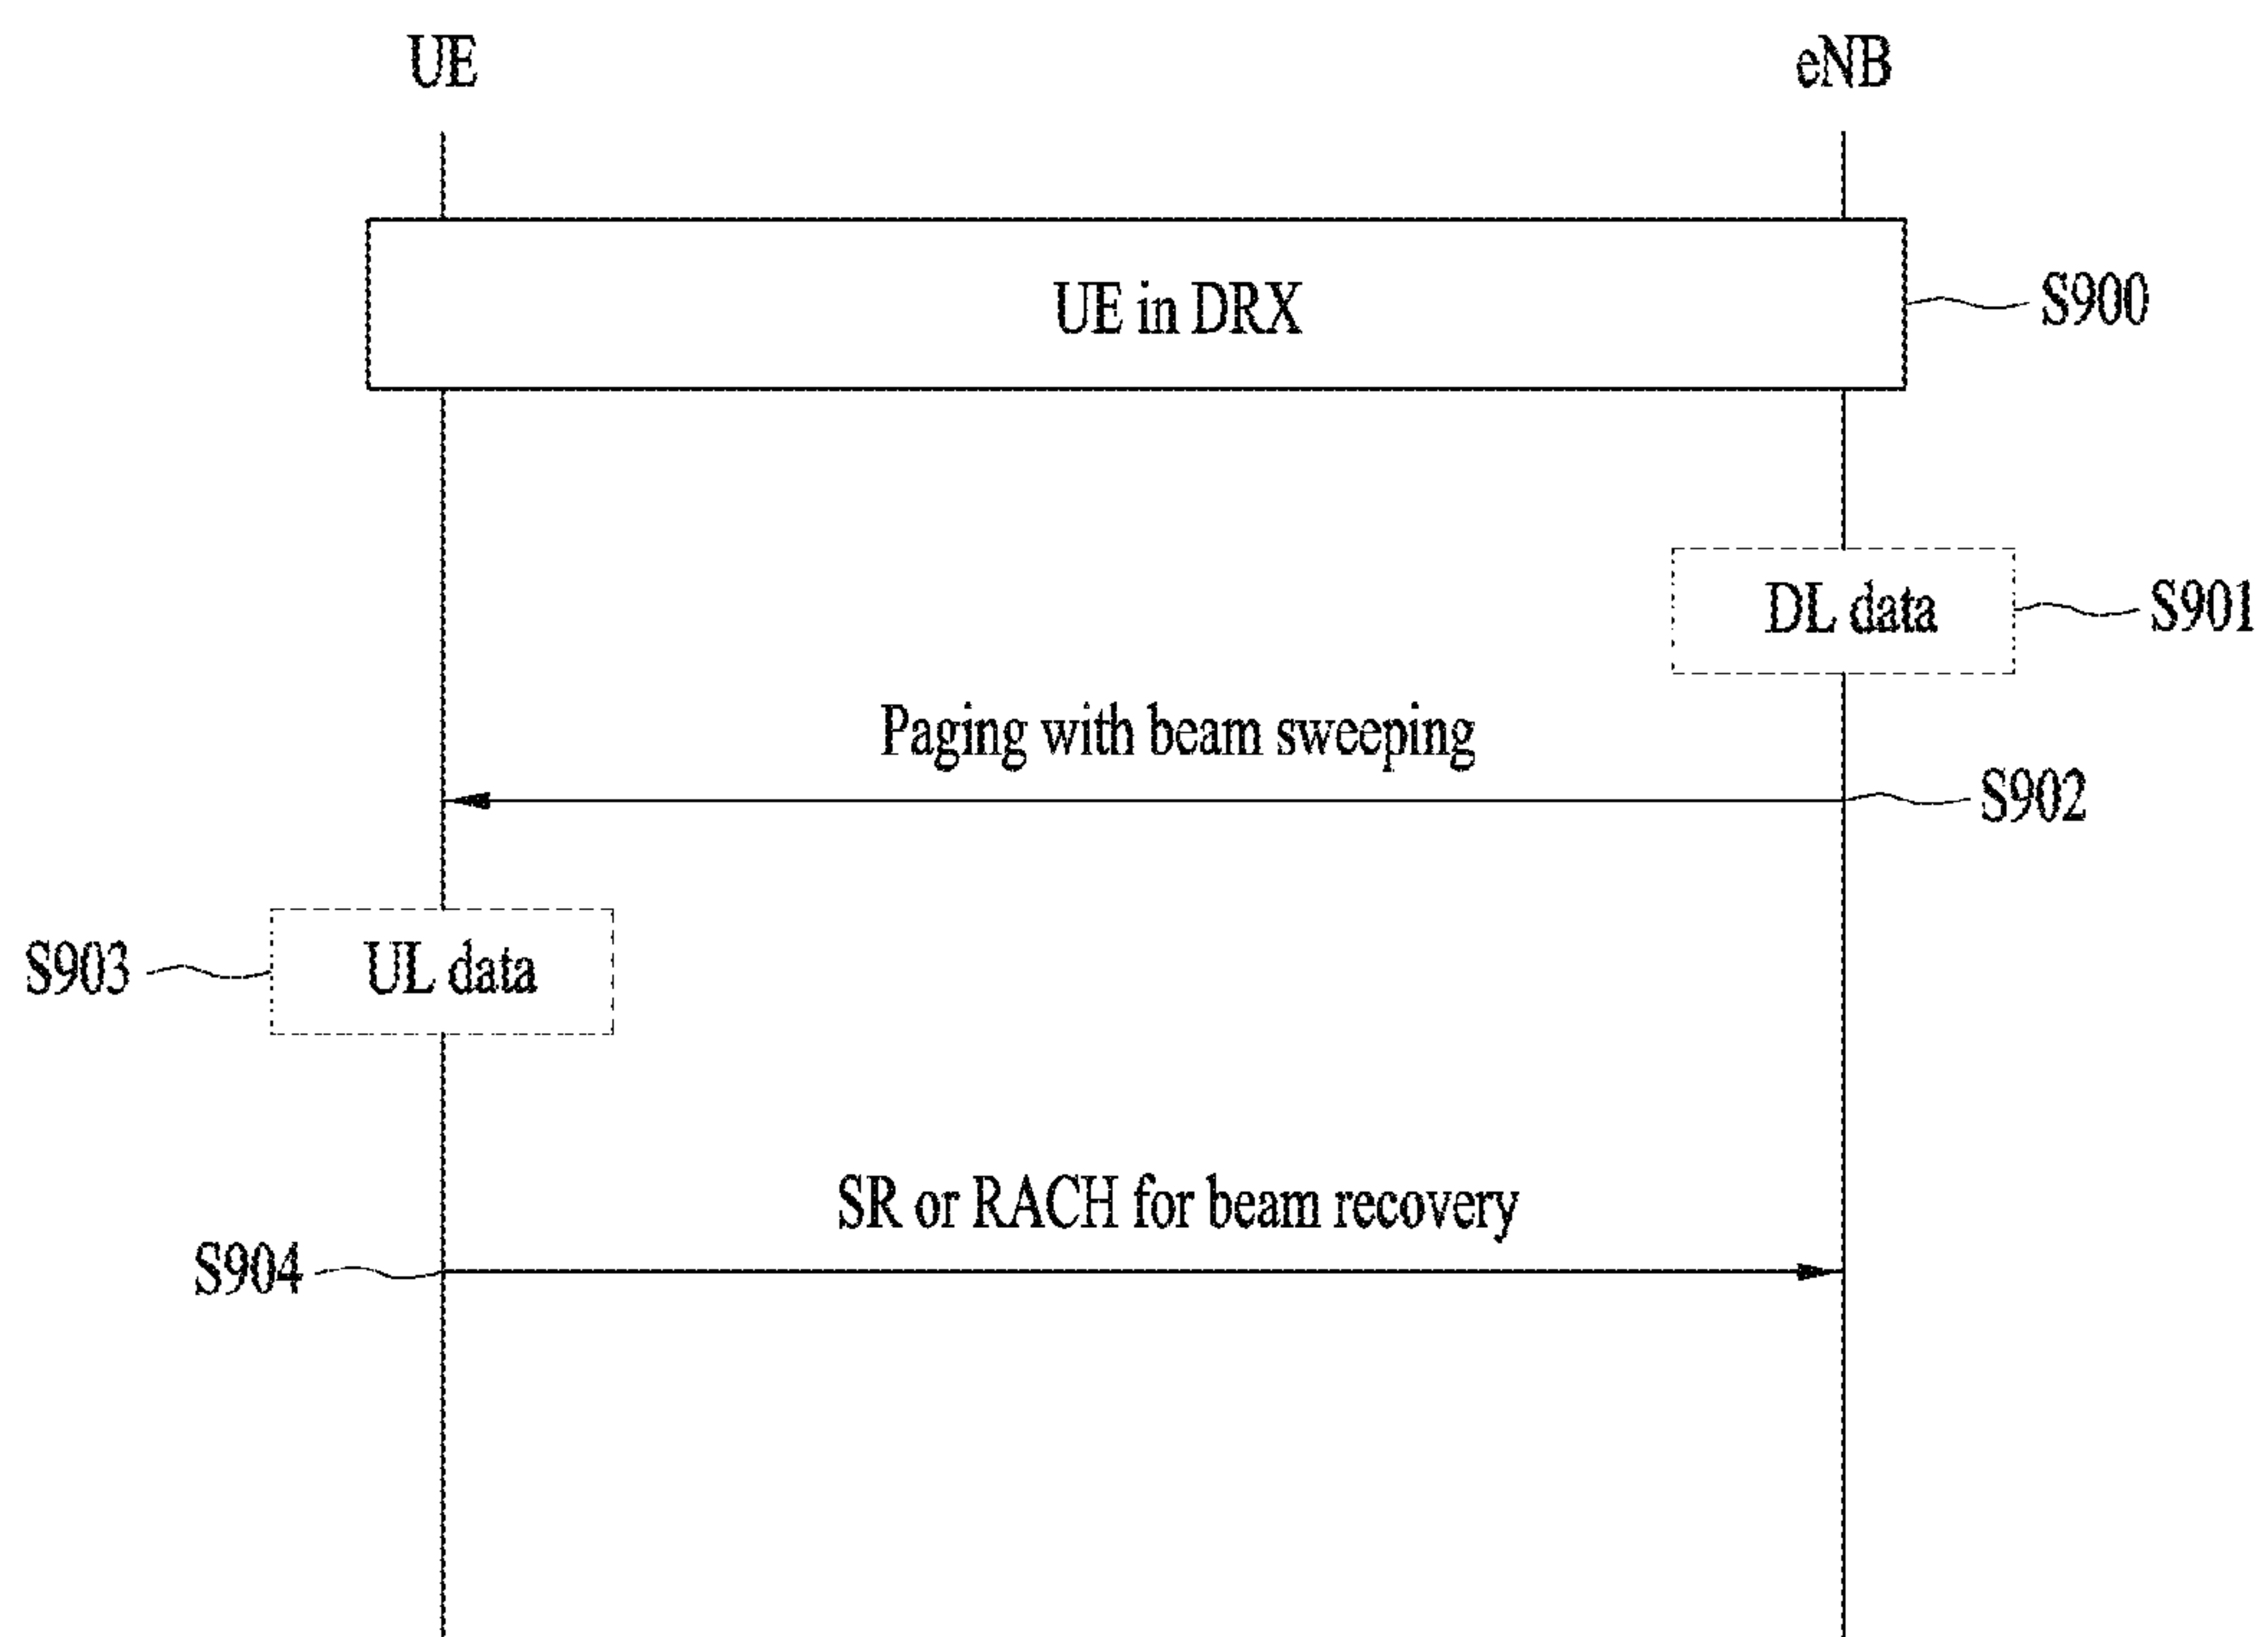 UE
eNB
UE in DRX
S900
DL data
S901
Paging with beam sweeping
S902
S903
UL data
SR or RACH for beam recovery
S904